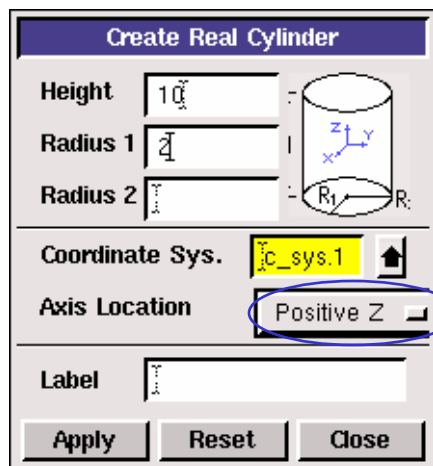 Create Real Cylinder
Height 10
Radius 1 2
Z Y
X
Radius 2
R1 R
Coordinate Sys. c_sys.1
Axis Location Positive Z
Label
Apply Reset Close